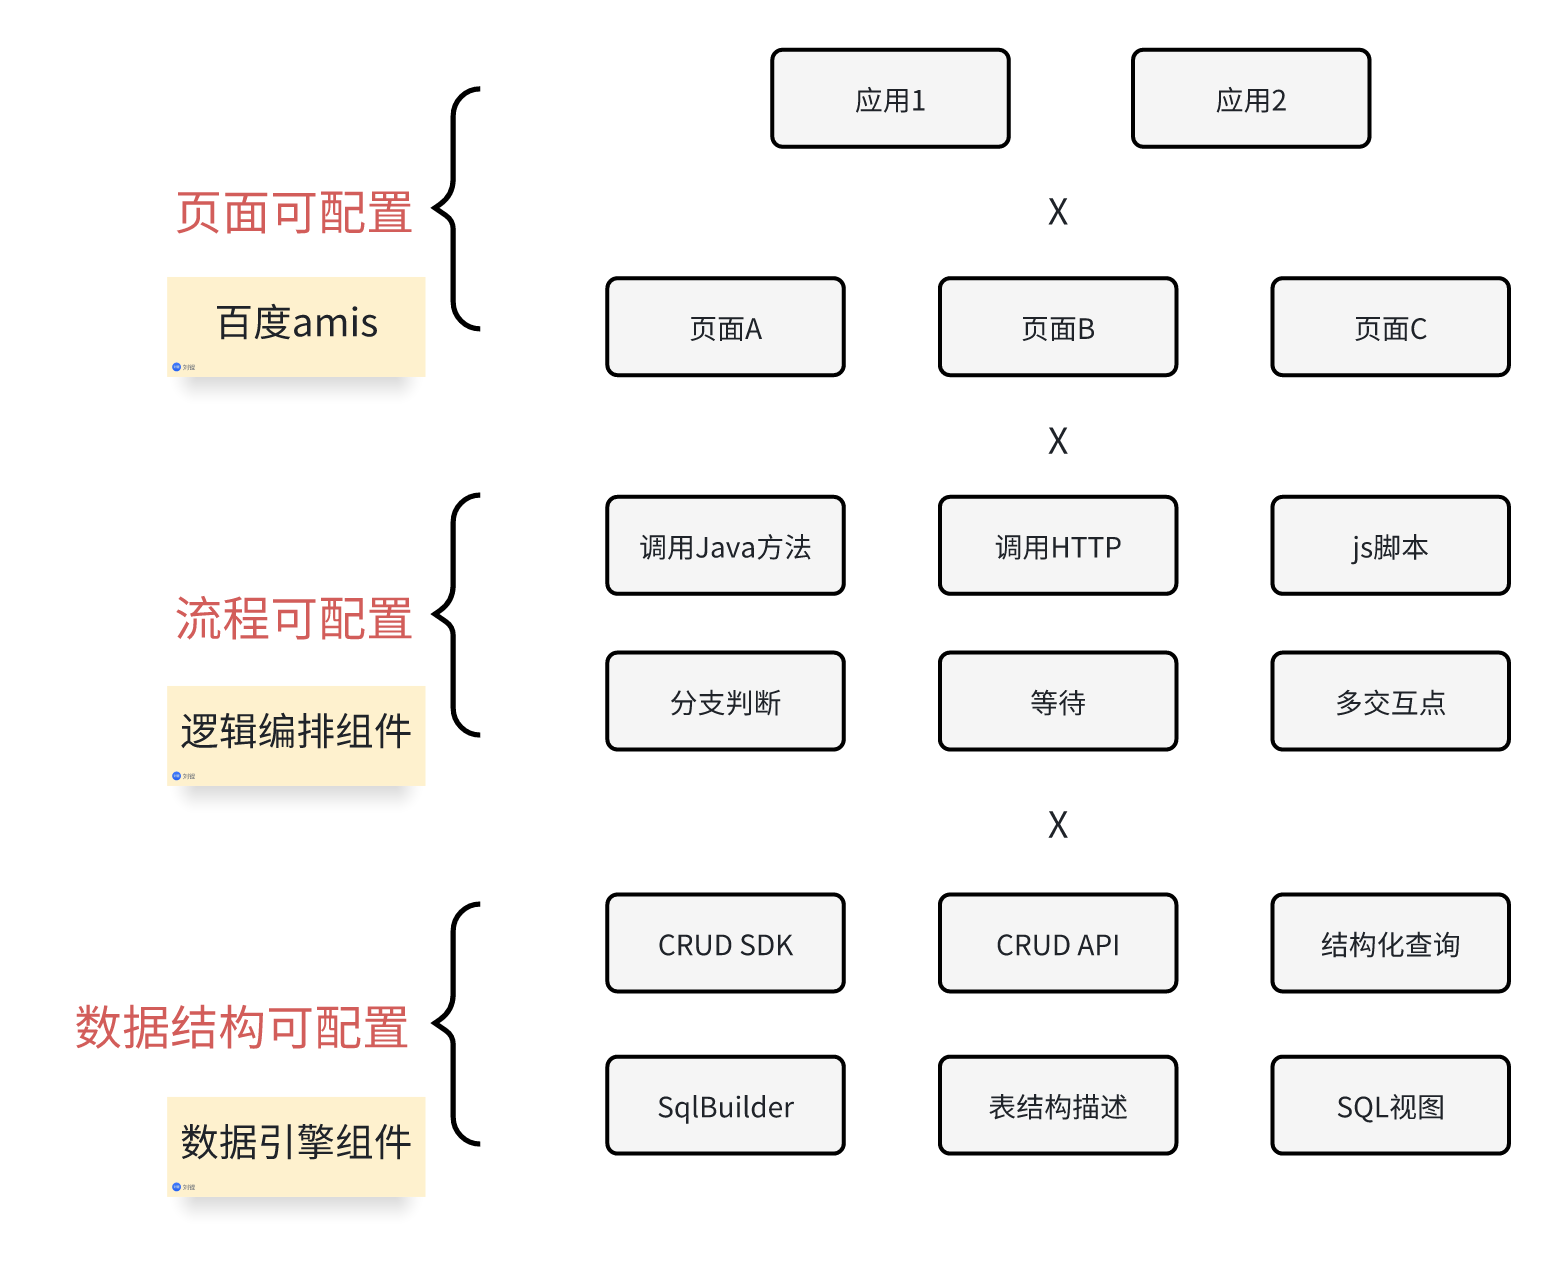 应用1
应用2
X
页面可配置
百度amis
页面A
页面B
页面C
X
调用Java方法
调用HTTP
js脚本
流程可配置
逻辑编排组件
分支判断
等待
多交互点
X
CRUD SDK
CRUD API
结构化查询
数据结构可配置
数据引擎组件
SqlBuilder
表结构描述
SQL视图